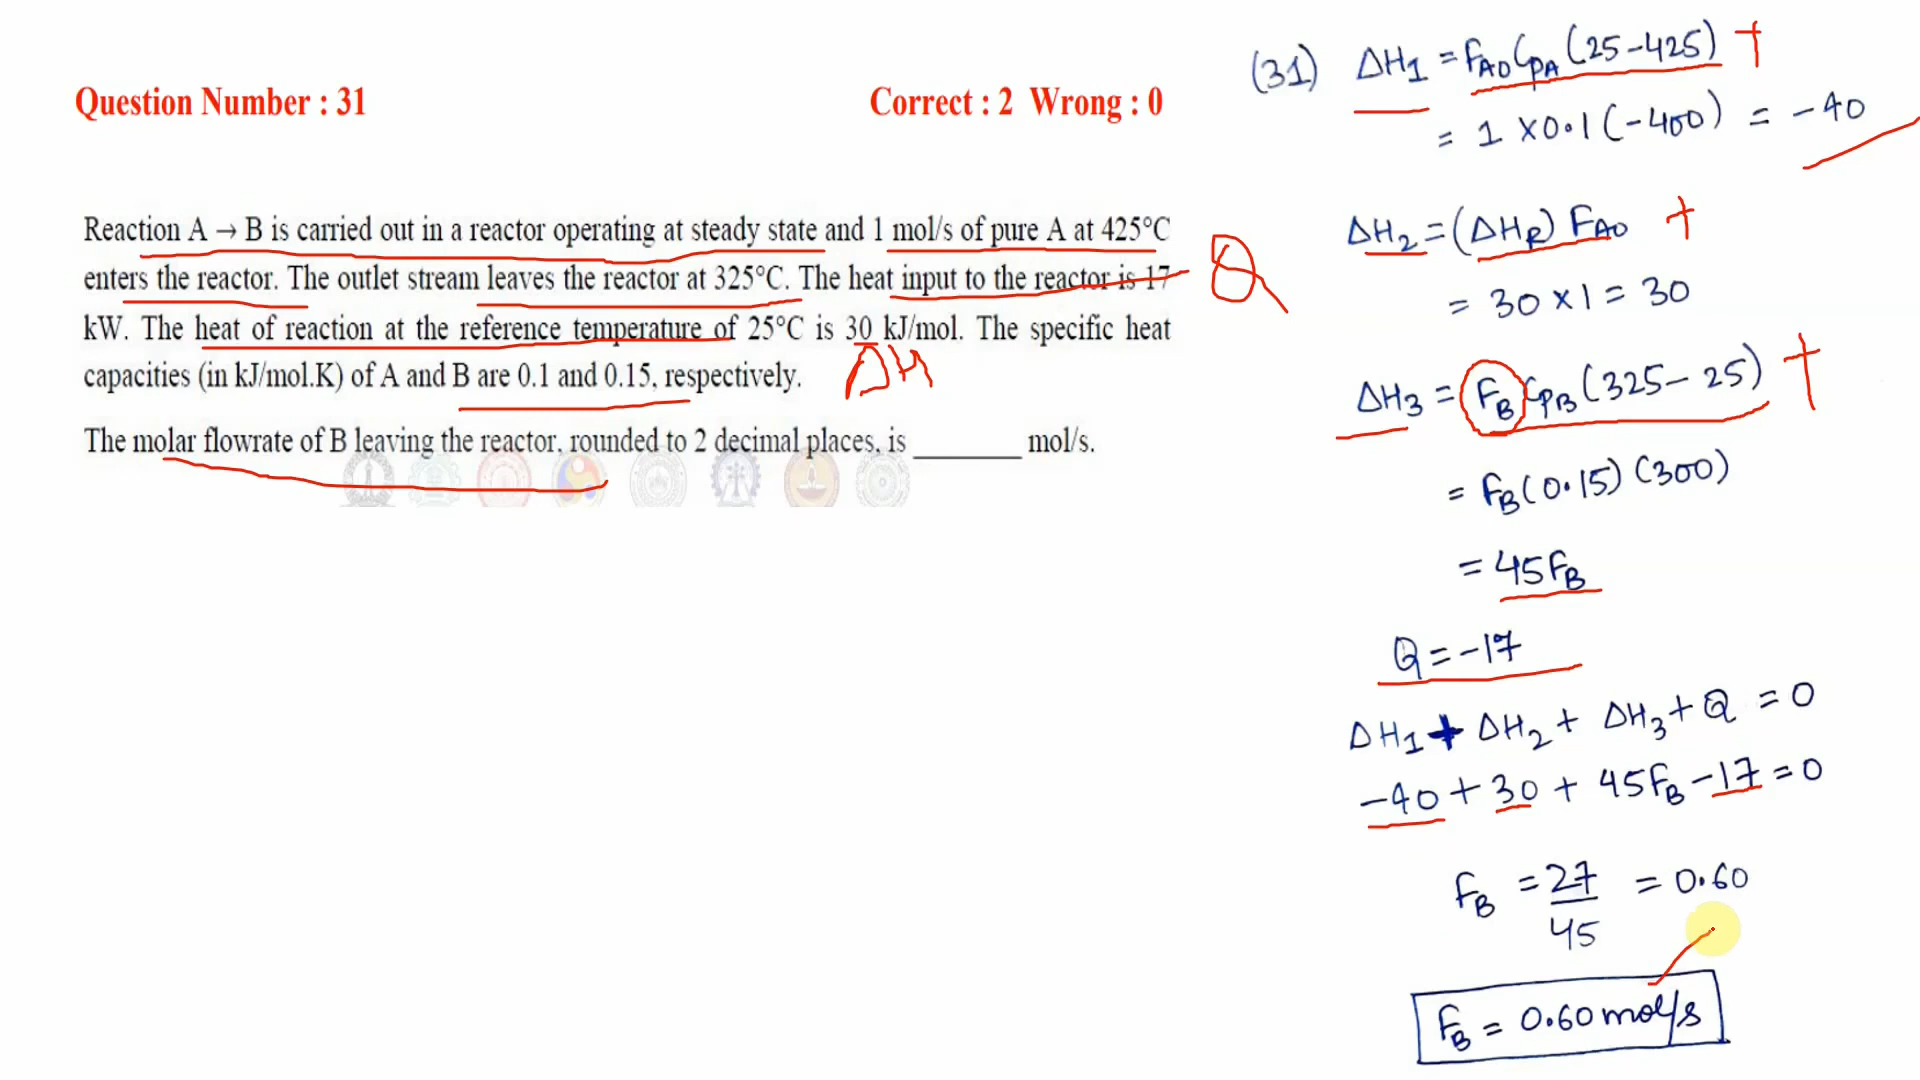 Question Number : 31
Correct : 2 Wrong : 0
Reaction A → B is carried out in a reactor operating at steady state and 1 mol/s of pure A at 425°C
enters the reactor. The outlet stream leaves the reactor at 325°C. The heat input to the reactor is 17
kW. The heat of reaction at the reference temperature of 25°C is 30 kJ/mol. The specific heat
capacities (in kJ/mol.K) of A and B are 0.1 and 0.15, respectively.
The molar flowrate of B leaving the reactor, rounded to 2 decimal places, is ________ mol/s.
Q
ΔH
(31) ΔH1 = FAO CPA (25-425) +
= 1 × 0.1 (-400) = -40
ΔH2 = (ΔHR) FAO +
= 30 × 1 = 30
ΔH3 = FB CPB (325-25) +
= FB (0.15) (300)
= 45FB
Q = -17
ΔH1 + ΔH2 + ΔH3 + Q = 0
-40 + 30 + 45FB - 17 = 0
FB = 27/45 = 0.60
FB = 0.60 mol/s